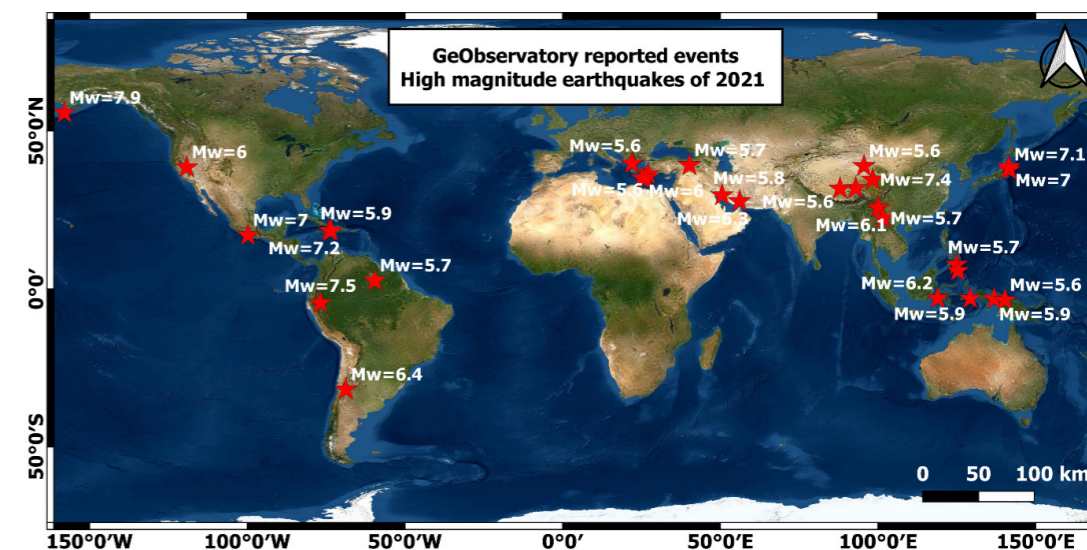 GeObservatory reported events
High magnitude earthquakes of 2021
Mw=7.9
Mw=6
Mw=7
Mw=5.9
Mw=7.2
Mw=5.7
Mw=7.5
Mw=6.4
Mw=5.6
Mw=5.7
Mw=5.6
Mw=6
Mw=5.8
Mw=6.3
Mw=5.6
Mw=5.6
Mw=7.4
Mw=6.1
Mw=5.7
Mw=7.1
Mw=7
Mw=5.7
Mw=6.2
Mw=5.9
Mw=5.6
Mw=5.9
50°0'N
0°0'
50°0'S
0 50 100 km
150°0'W 100°0'W 50°0'W 0°0' 50°0'E 100°0'E 150°0'E